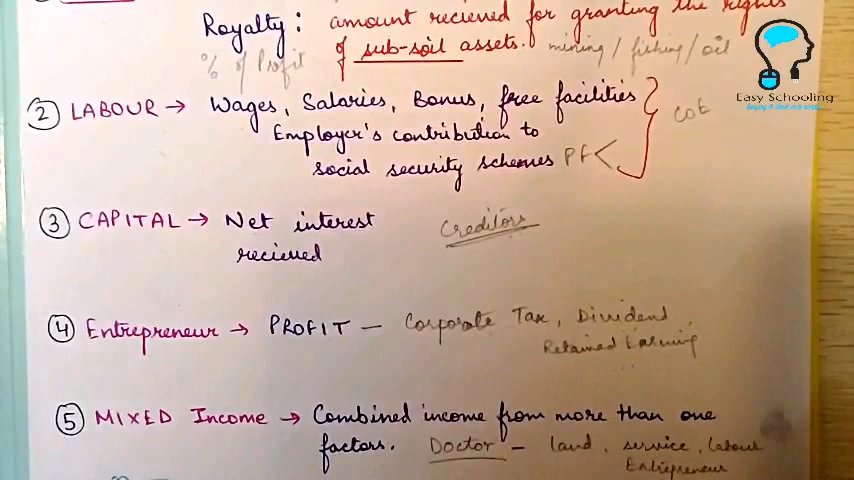 Royalty: amount recieved for granting the rights
% of Profit
of sub-soil assets. mining / fishing / oil
Easy Schooling
② LABOUR → Wages, Salaries, Bonus, free facilities
Employer's contribution to
social security schemes PF
COE
③ CAPITAL → Net interest
recieved
Creditors
④ Entrepreneur → PROFIT – Corporate Tax, Dividend,
Retained Earning
⑤ MIXED Income → Combined income from more than one
factors. Doctor – land, service, labour
Entrepreneur